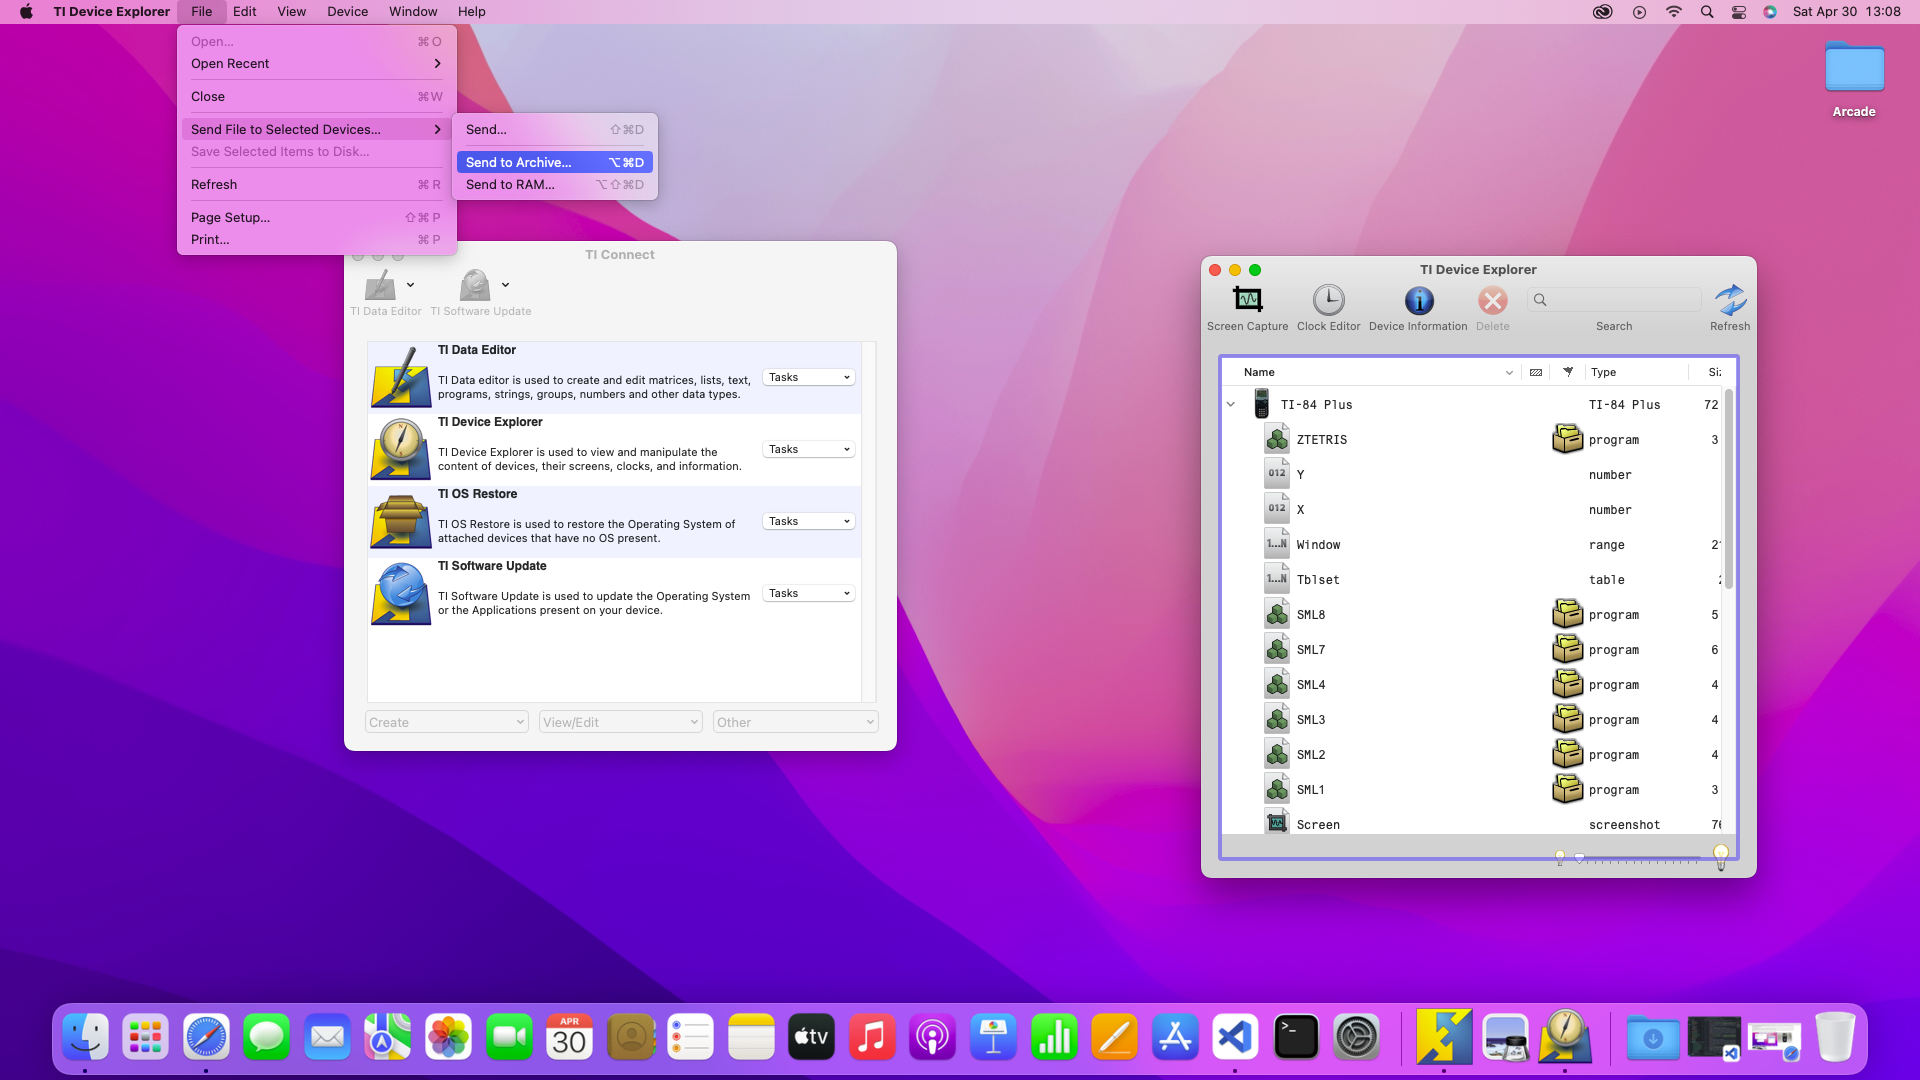 TI Device Explorer File Edit View Device Window Help Sat Apr 30 13:08
Open... ⌘O
Open Recent
Close ⌘W
Send File to Selected Devices...
Save Selected Items to Disk...
Refresh ⌘R
Page Setup... ⇧⌘P
Print... ⌘P
Send... ⇧⌘D
Send to Archive... ⌥⌘D
Send to RAM... ⌥⇧⌘D
Arcade
TI Connect
TI Data Editor TI Software Update
TI Data Editor
TI Data editor is used to create and edit matrices, lists, text,
programs, strings, groups, numbers and other data types.
Tasks
TI Device Explorer
TI Device Explorer is used to view and manipulate the
content of devices, their screens, clocks, and information.
Tasks
TI OS Restore
TI OS Restore is used to restore the Operating System of
attached devices that have no OS present.
Tasks
TI Software Update
TI Software Update is used to update the Operating System
or the Applications present on your device.
Tasks
Create View/Edit Other
TI Device Explorer
Screen Capture Clock Editor Device Information Delete Search Refresh
Name Type
TI-84 Plus TI-84 Plus 72
ZTETRIS program 3
012 Y number
012 X number
1...N Window range
1...N Tblset table
SML8 program 5
SML7 program 6
SML4 program 4
SML3 program 4
SML2 program 4
SML1 program 3
Screen screenshot
APR
30
tv
>_